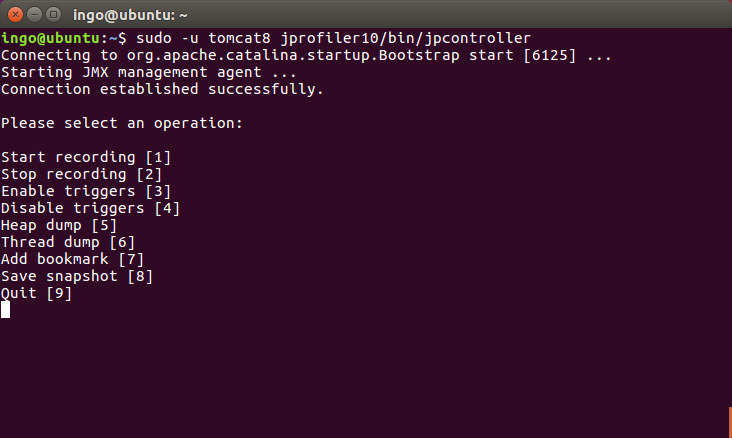 ingo@ubuntu: ~
ingo@ubuntu:~$ sudo -u tomcat8 jprofiler10/bin/jpcontroller
Connecting to org.apache.catalina.startup.Bootstrap start [6125] ...
Starting JMX management agent ...
Connection established successfully.
Please select an operation:
Start recording [1]
Stop recording [2]
Enable triggers [3]
Disable triggers [4]
Heap dump [5]
Thread dump [6]
Add bookmark [7]
Save snapshot [8]
Quit [9]